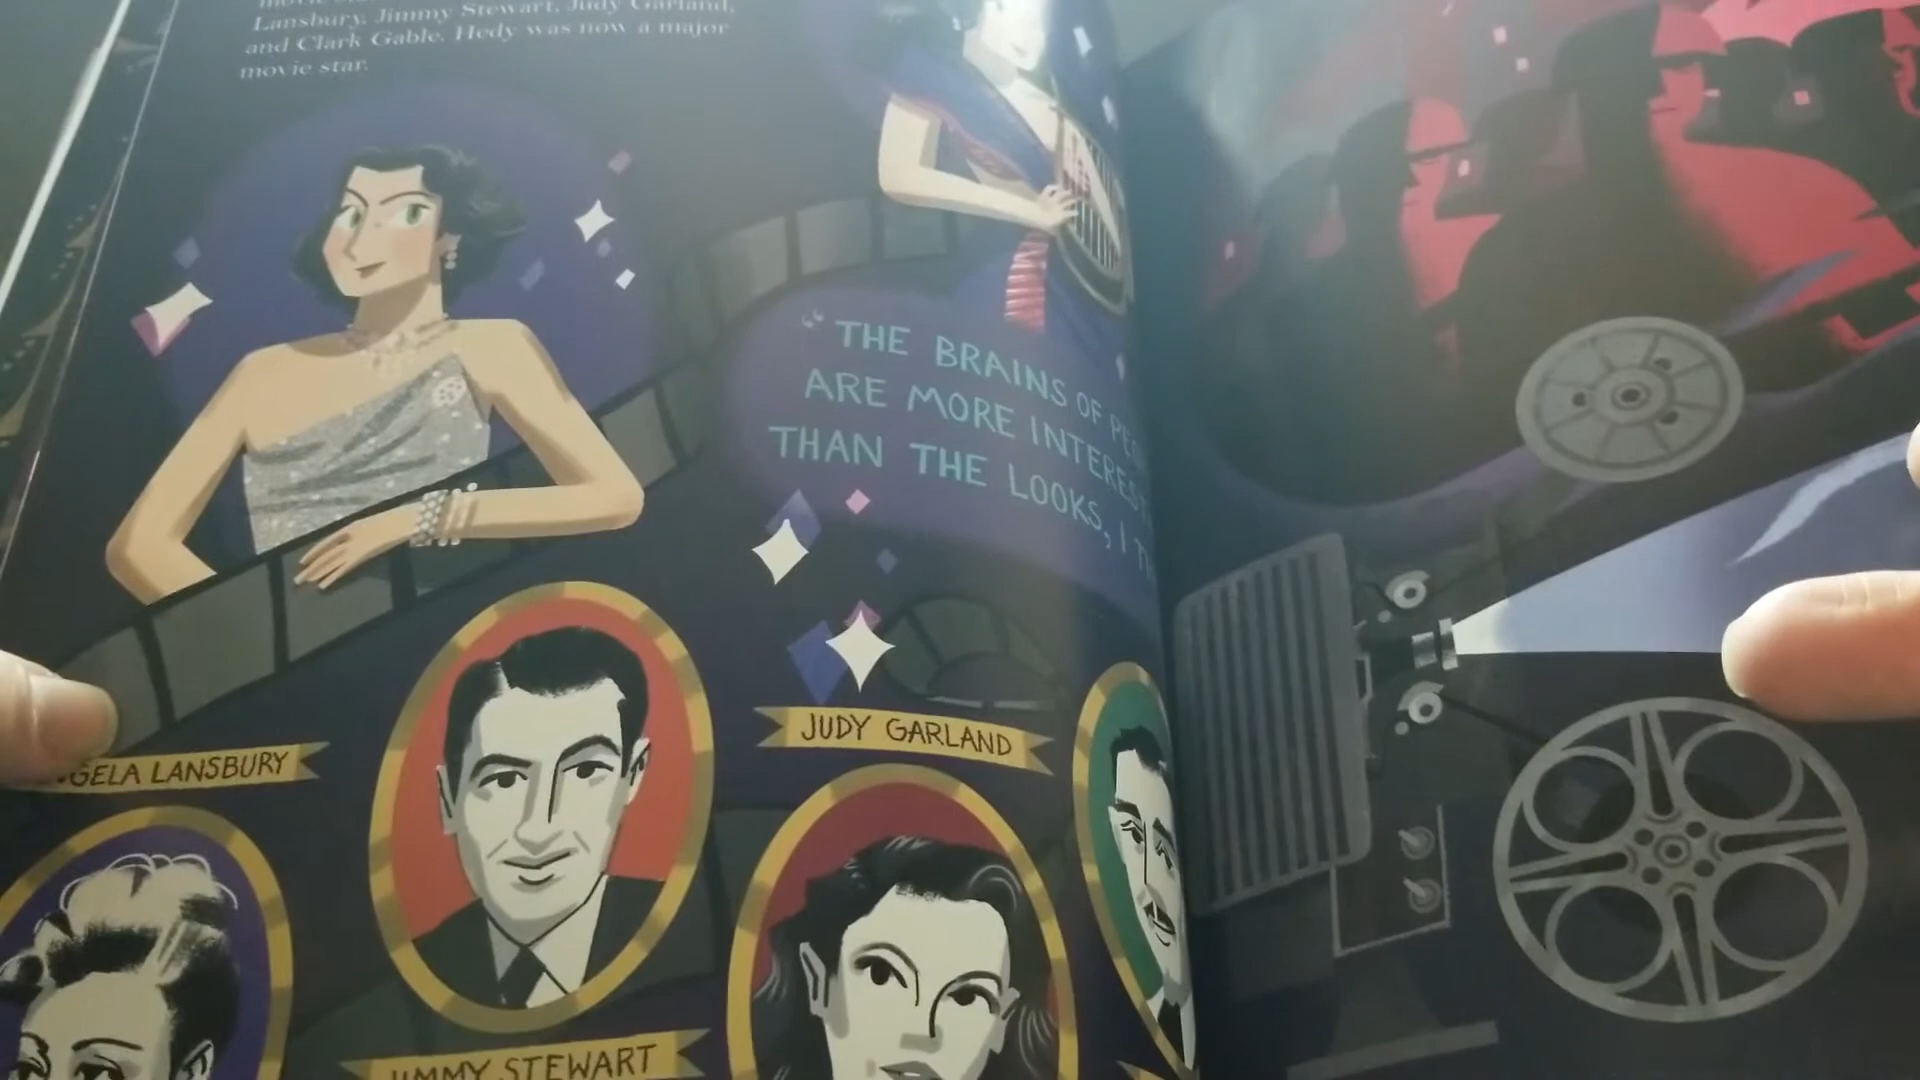 Lansbury, Jimmy Stewart, Judy Garland,
and Clark Gable. Hedy was now a major
movie star.
“THE BRAINS OF
ARE MORE
THAN THE LOOKS, I
JUDY GARLAND
GELA LANSBURY
JIMMY STEWART